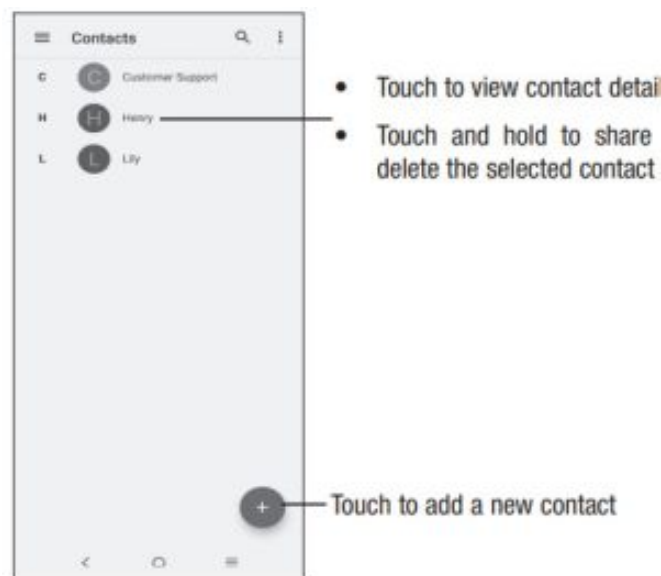 Contacts
C C Customer Support
H H Henry
L L Lily
• Touch to view contact detail
• Touch and hold to share
delete the selected contact
+
Touch to add a new contact